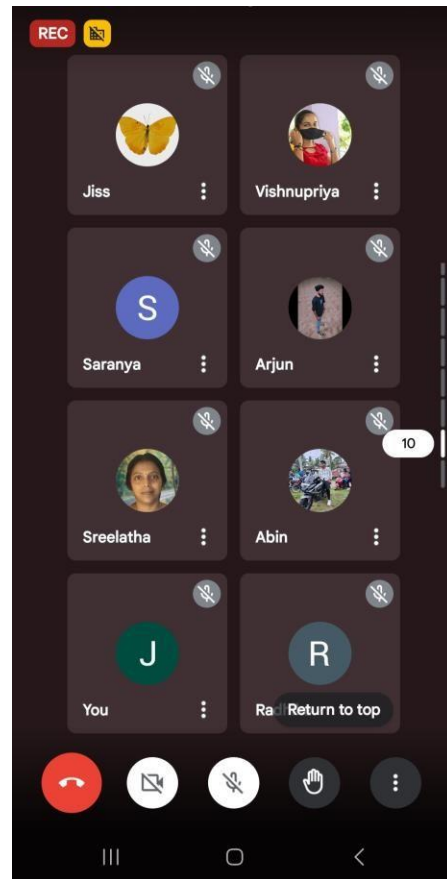 REC
Jiss
Vishnupriya
S
Saranya
Arjun
10
Sreelatha
Abin
J
R
You
Return to top